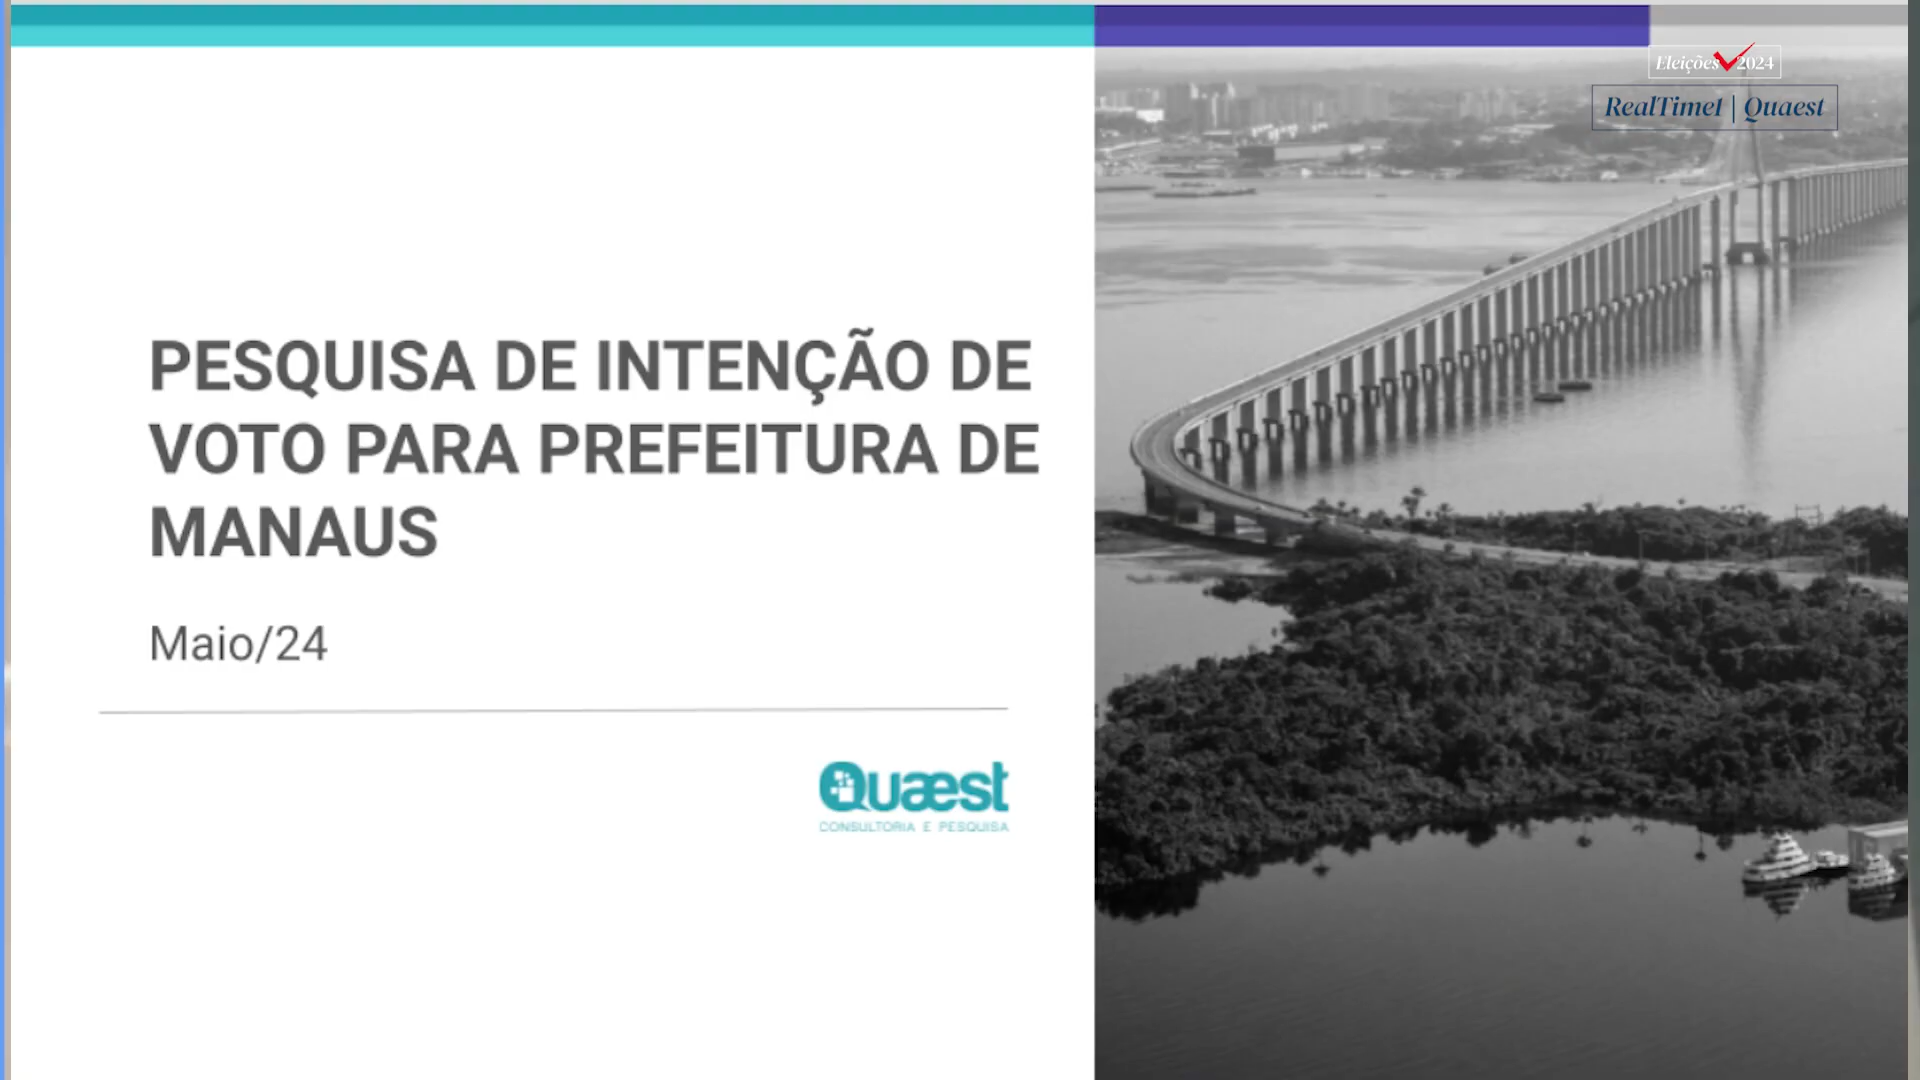 Eleições 2024
RealTime1 | Quaest
PESQUISA DE INTENÇÃO DE
VOTO PARA PREFEITURA DE
MANAUS
Maio/24
Quæst
CONSULTORIA E PESQUISA